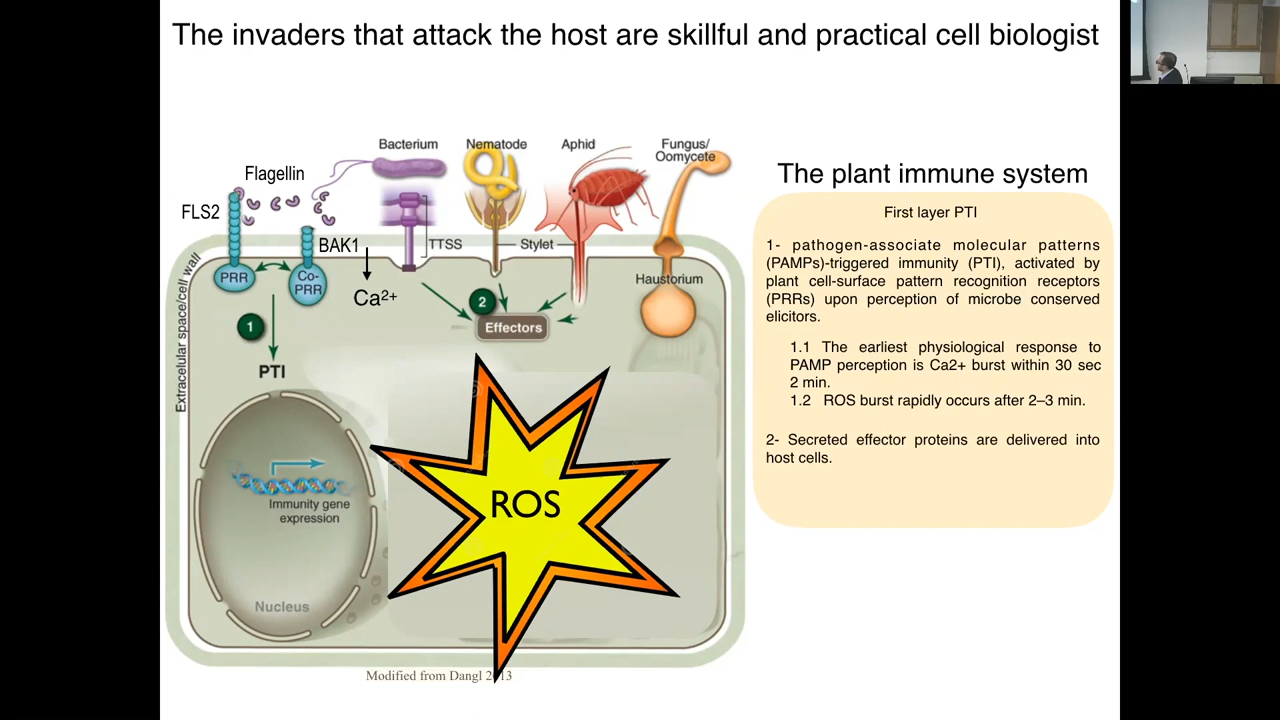 The invaders that attack the host are skillful and practical cell biologist
Bacterium
Nematode
Aphid
Fungus/
Oomycete
Flagellin
FLS2
BAK1
TTSS
Stylet
PRR
Co-
PRR
Ca2+
Haustorium
Extracellular space/cell wall
1
2
Effectors
PTI
ROS
Immunity gene
expression
Nucleus
Modified from Dangl 2013
The plant immune system
First layer PTI
1- pathogen-associate molecular patterns
(PAMPs)-triggered immunity (PTI), activated by
plant cell-surface pattern recognition receptors
(PRRs) upon perception of microbe conserved
elicitors.
1.1 The earliest physiological response to
PAMP perception is Ca2+ burst within 30 sec
2 min.
1.2 ROS burst rapidly occurs after 2–3 min.
2- Secreted effector proteins are delivered into
host cells.